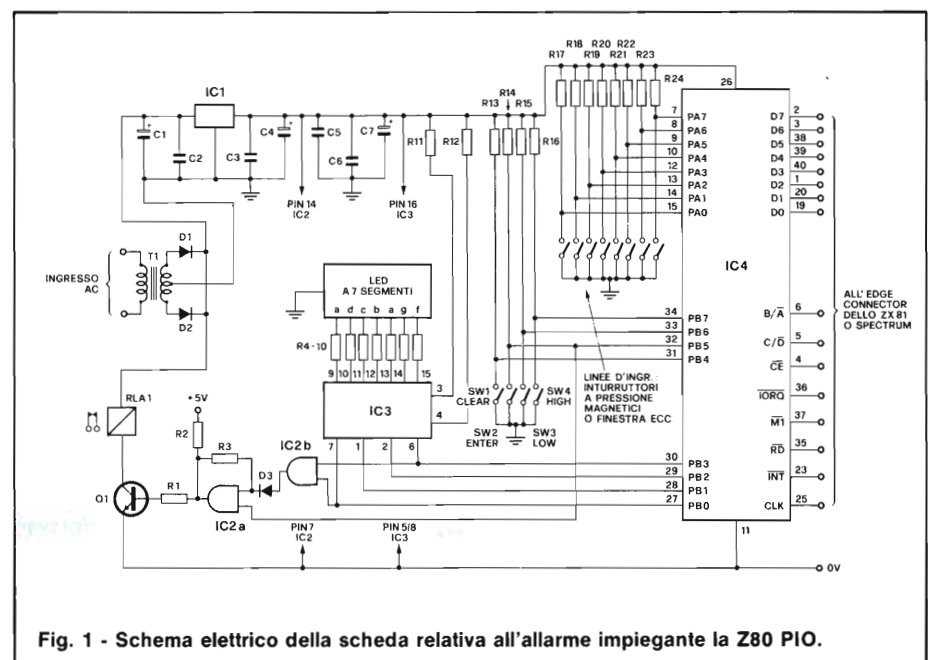 R18 R20 R22
R17 R19 R21 R23
R24
26
IC1
R14
R13 R15
R16
C1
C2
C3
C4
C5
C6
C7
R11
R12
PIN 14
IC2
PIN 16
IC3
7 PA7
8 PA6
9 PA5
10 PA4
12 PA3
13 PA2
14 PA1
15 PA0
D7 2
D6 3
D5 38
D4 39
D3 40
D2 1
D1 20
D0 19
IC4
INGRESSO
AC
T1
D1
D2
LED
A 7 SEGMENTI
a d c b a g f
R4-10
9 10 11 12 13 14 15
IC3
3
4
7 1 2 6
34 PB7
33 PB6
32 PB5
31 PB4
B/A 6
C/D 5
CE 4
IORQ 36
M1 37
RD 35
INT 23
CLK 25
ALL' EDGE
CONNECTOR
DELLO ZX 81
O SPECTRUM
LINEE D'INGR.:
INTURRUTTORI
A PRESSIONE
MAGNETICI
O FINESTRA ECC
SW1
CLEAR
SW4
HIGH
SW2
ENTER
SW3
LOW
RLA1
+5V
R2
R3
IC2b
D3
Q1
R1
IC2a
30 PB3
29 PB2
28 PB1
27 PB0
PIN7
IC2
PIN 5/8
IC3
11
0V
Fig. 1 - Schema elettrico della scheda relativa all'allarme impiegante la Z80 PIO.